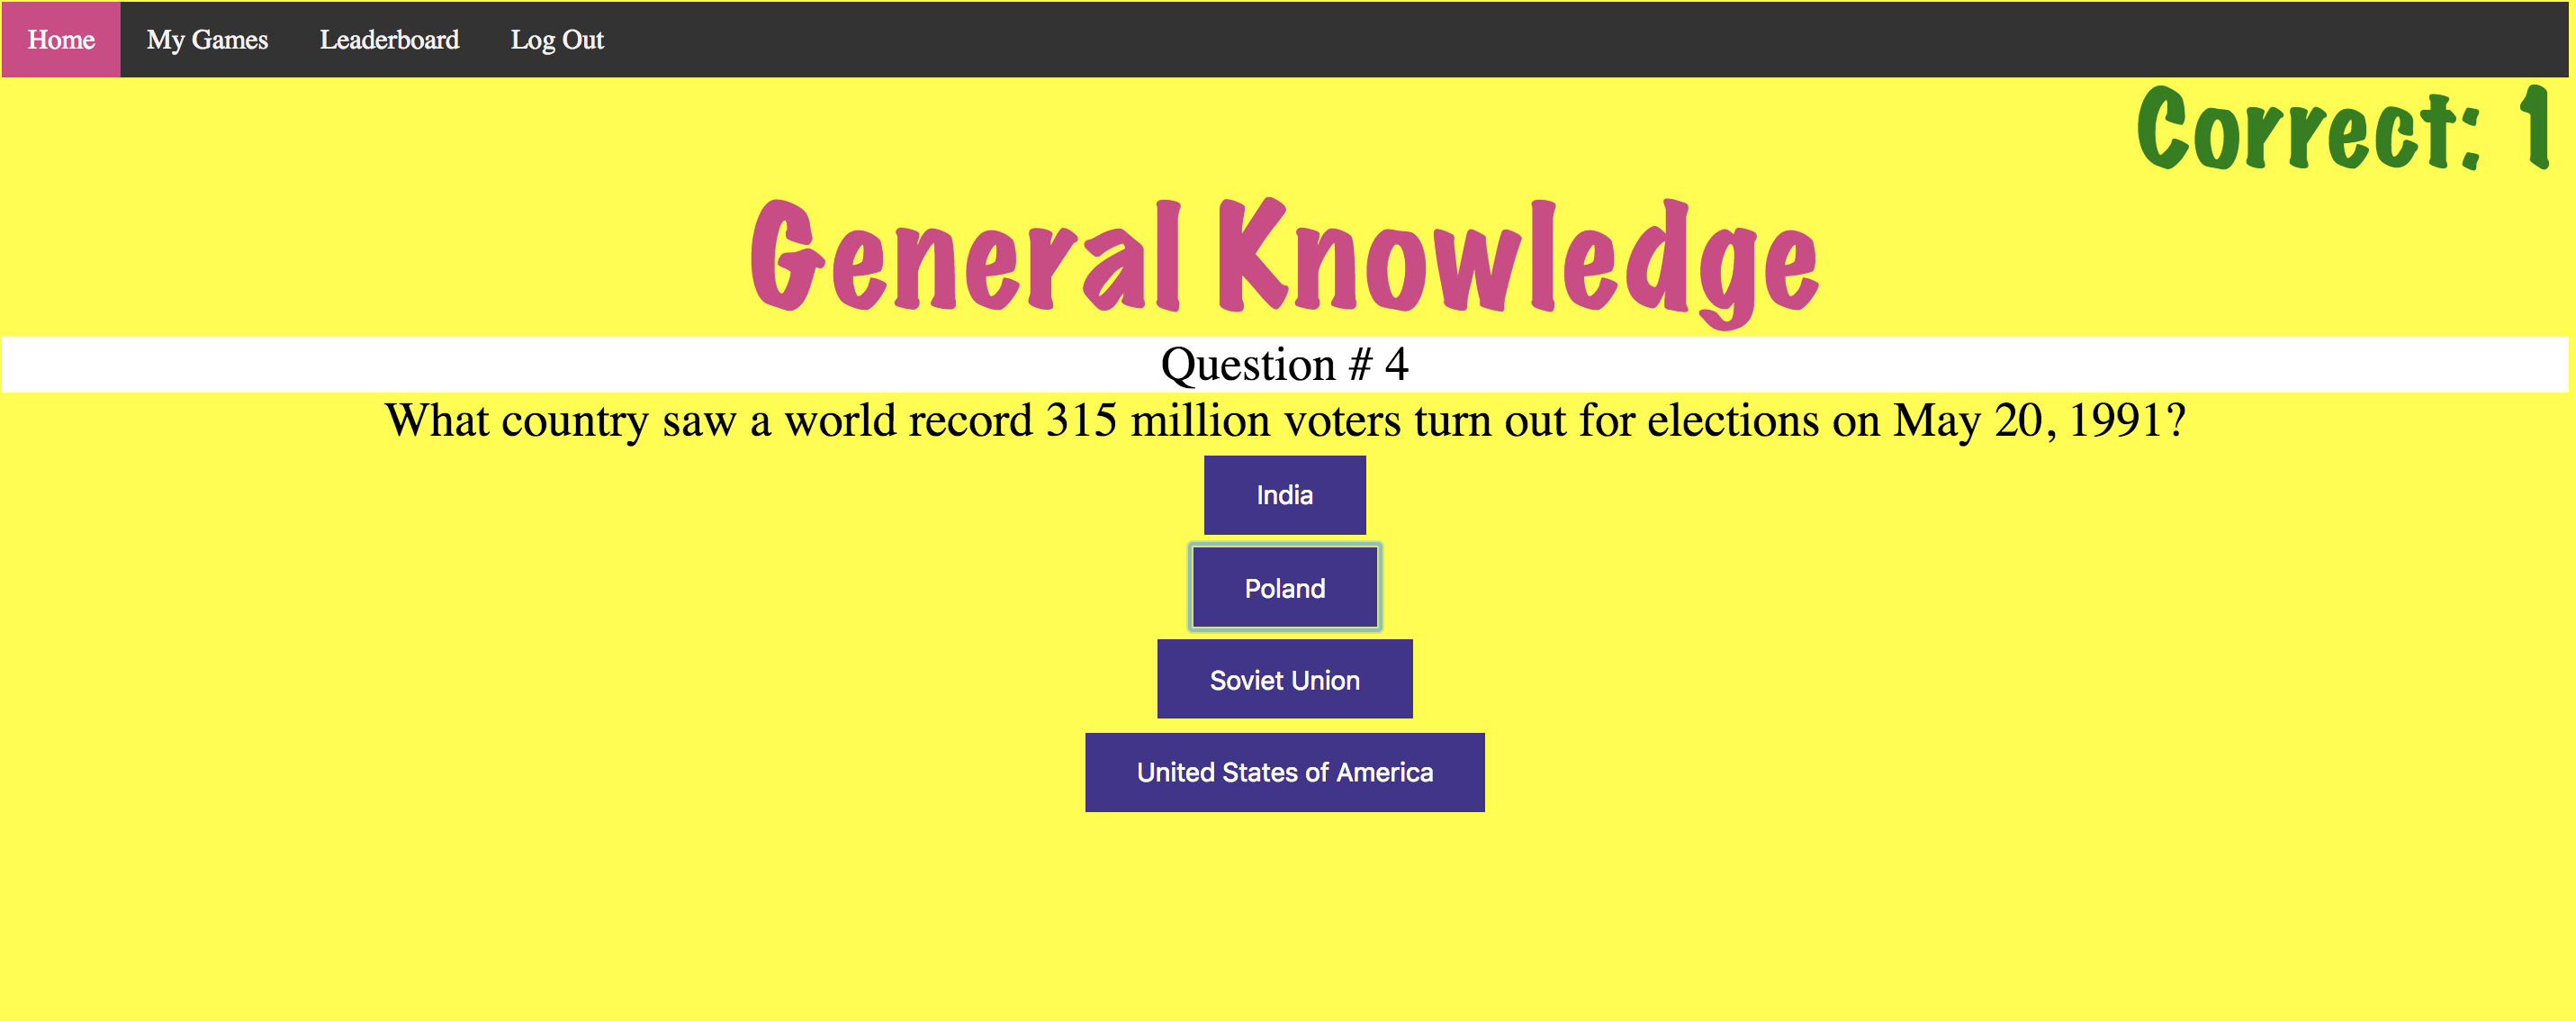 Home My Games Leaderboard Log Out
Correct: 1
General Knowledge
Question # 4
What country saw a world record 315 million voters turn out for elections on May 20, 1991?
India
Poland
Soviet Union
United States of America